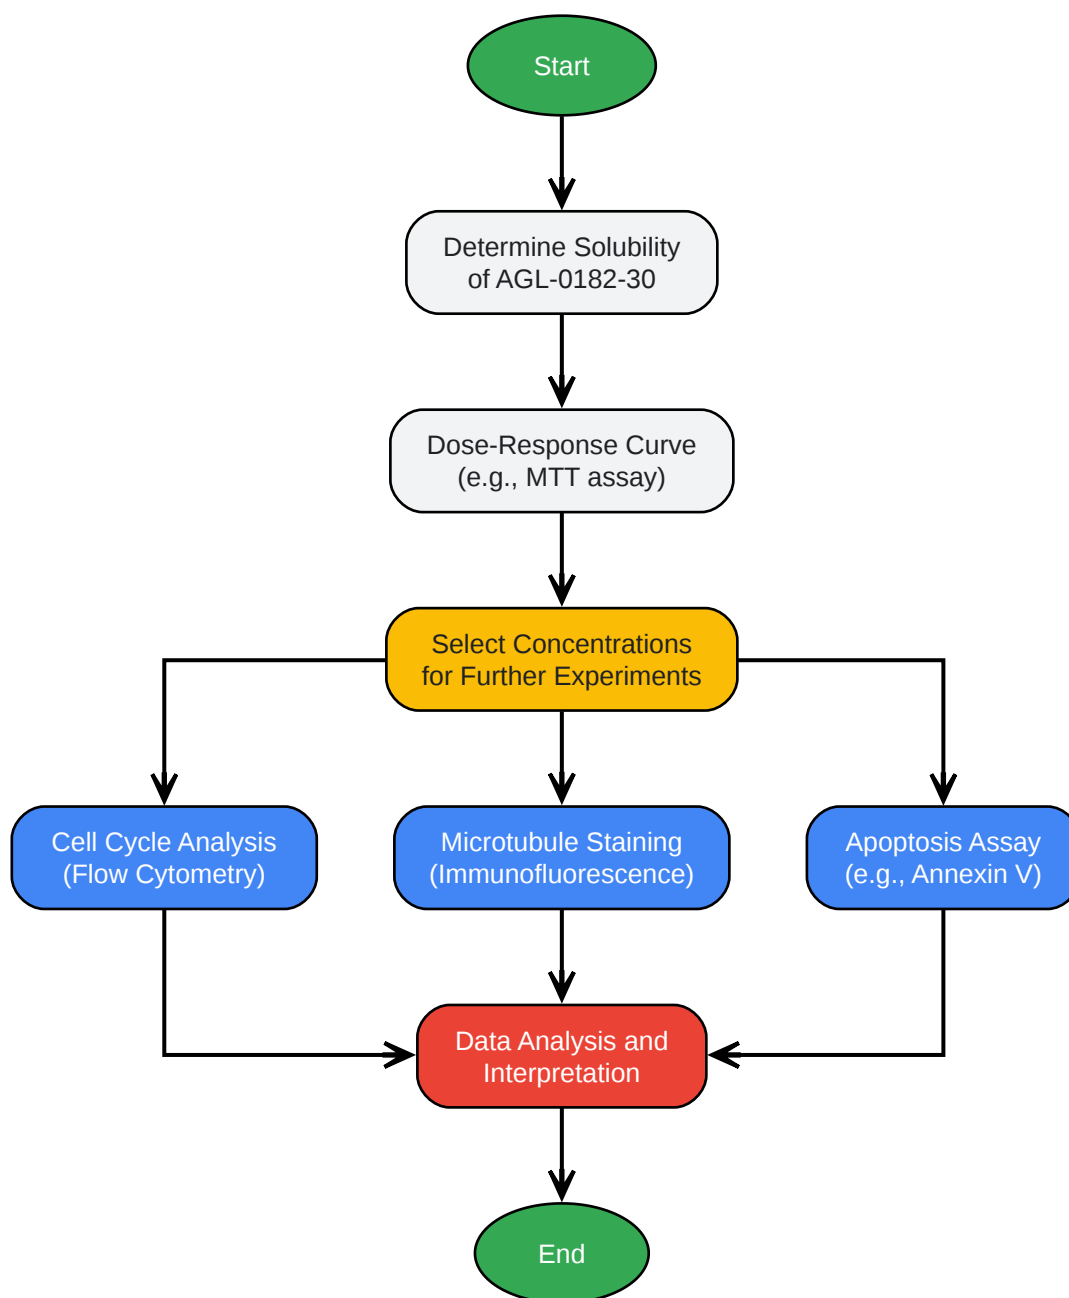 Start
Determine Solubility
of AGL-0182-30
Dose-Response Curve
(e.g., MTT assay)
Select Concentrations
for Further Experiments
Cell Cycle Analysis
(Flow Cytometry)
Microtubule Staining
(Immunofluorescence)
Apoptosis Assay
(e.g., Annexin V)
Data Analysis and
Interpretation
End